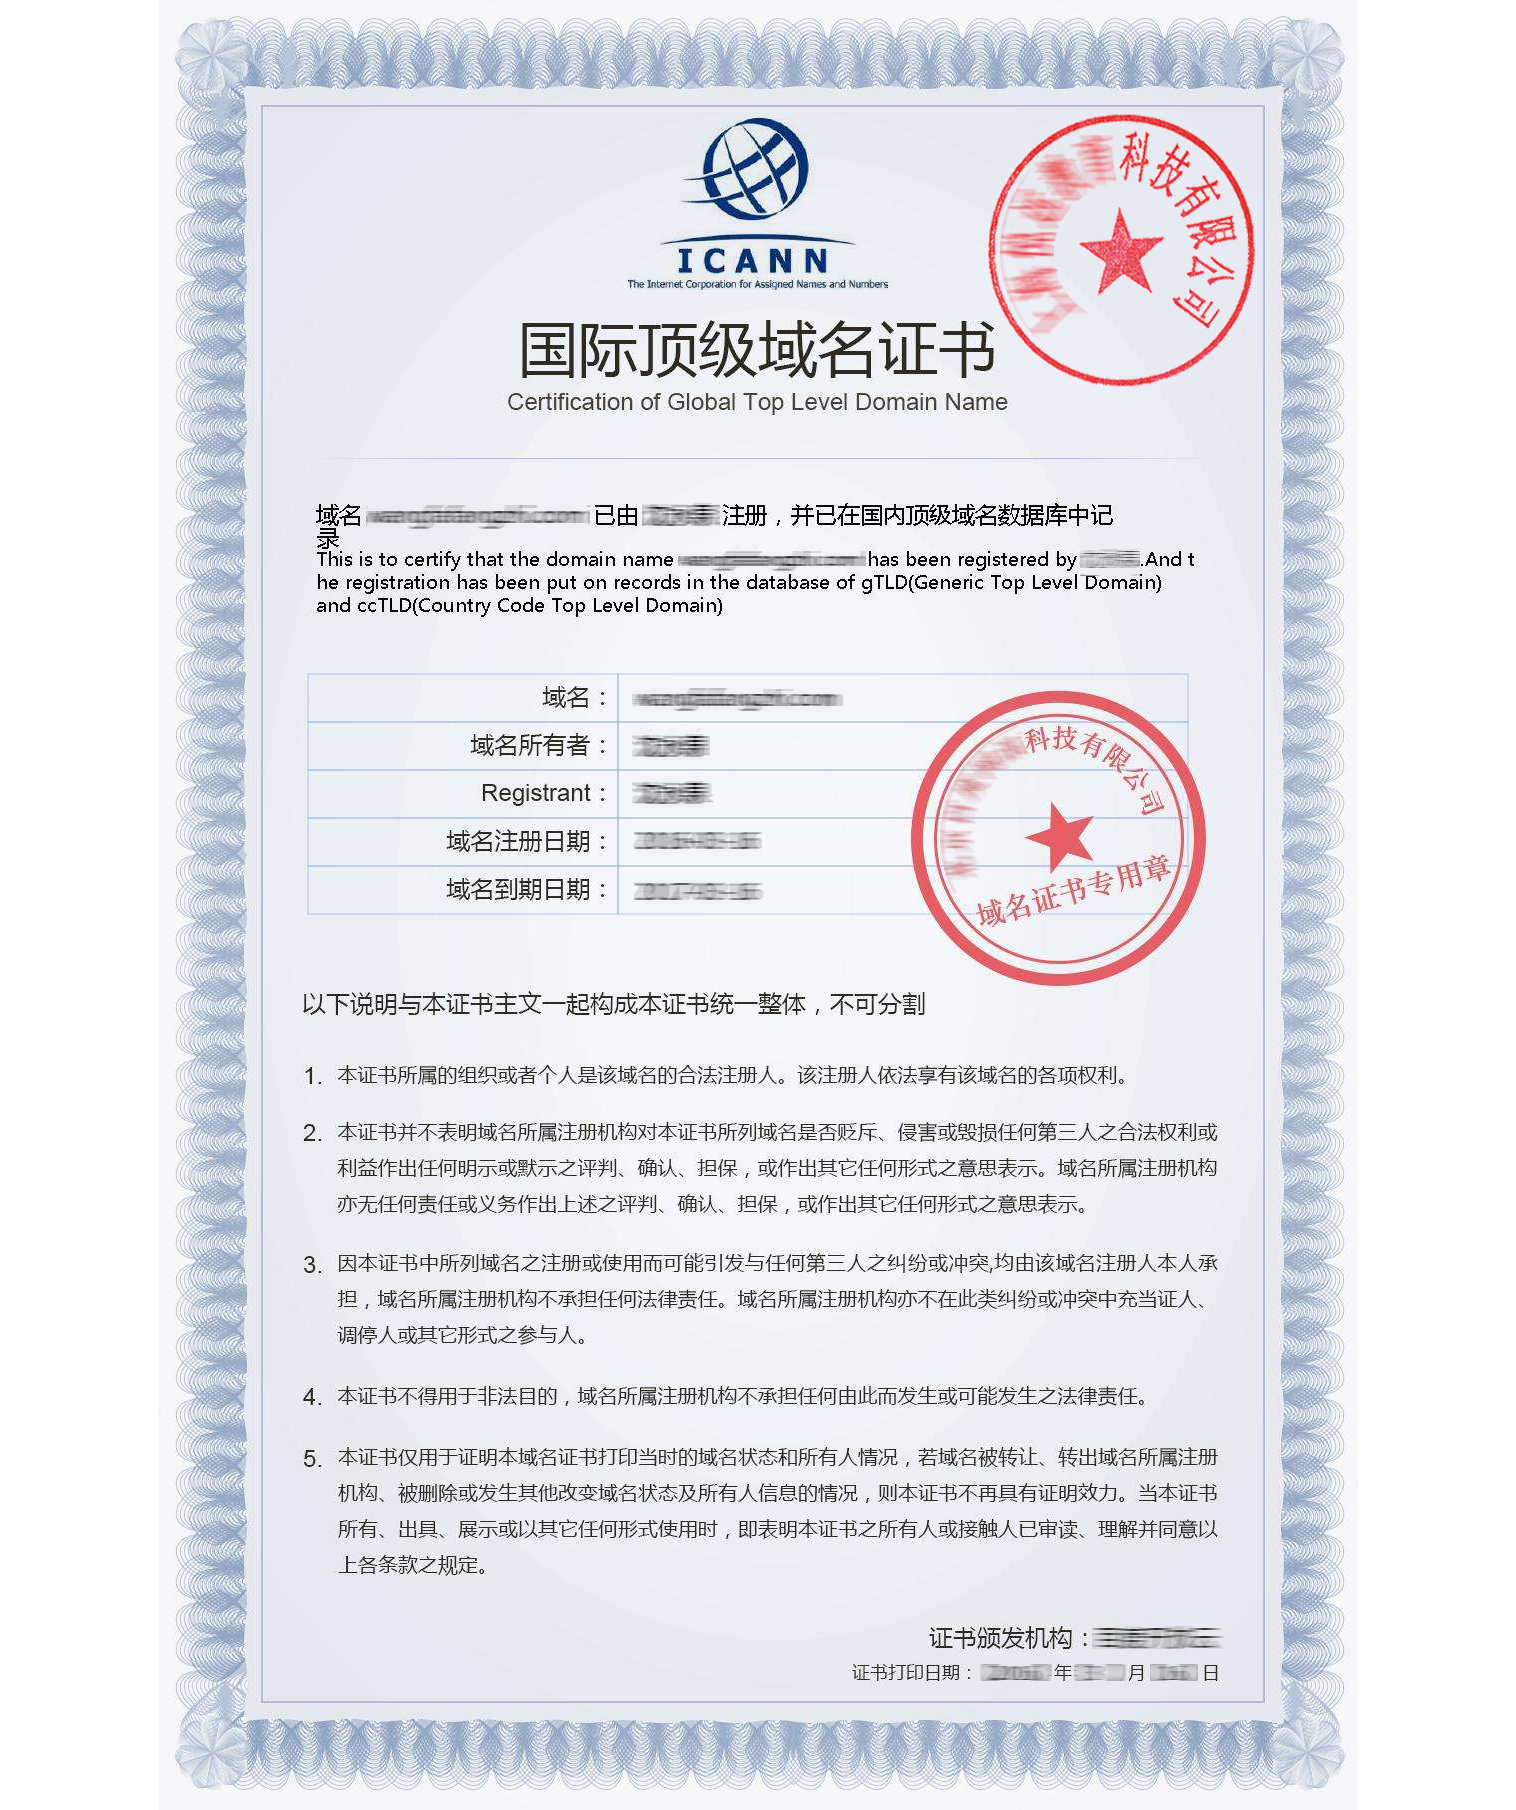 ICANN
The Internet Corporation for Assigned Names and Numbers
科技有限公司
国际顶级域名证书
Certification of Global Top Level Domain Name
域名 已由 注册，并已在国内顶级域名数据库中记
录
This is to certify that the domain name has been registered by .And t
he registration has been put on records in the database of gTLD(Generic Top Level Domain)
and ccTLD(Country Code Top Level Domain)
域名：
域名所有者：
Registrant：
域名注册日期：
域名到期日期：
科技有限公司
域名证书专用章
以下说明与本证书主文一起构成本证书统一整体，不可分割
1. 本证书所属的组织或者个人是该域名的合法注册人。该注册人依法享有该域名的各项权利。
2. 本证书并不表明域名所属注册机构对本证书所列域名是否贬斥、侵害或毁损任何第三人之合法权利或
利益作出任何明示或默示之评判、确认、担保，或作出其它任何形式之意思表示。域名所属注册机构
亦无任何责任或义务作出上述之评判、确认、担保，或作出其它任何形式之意思表示。
3. 因本证书中所列域名之注册或使用而可能引发与任何第三人之纠纷或冲突,均由该域名注册人本人承
担，域名所属注册机构不承担任何法律责任。域名所属注册机构亦不在此类纠纷或冲突中充当证人、
调停人或其它形式之参与人。
4. 本证书不得用于非法目的，域名所属注册机构不承担任何由此而发生或可能发生之法律责任。
5. 本证书仅用于证明本域名证书打印当时的域名状态和所有人情况，若域名被转让、转出域名所属注册
机构、被删除或发生其他改变域名状态及所有人信息的情况，则本证书不再具有证明效力。当本证书
所有、出具、展示或以其它任何形式使用时，即表明本证书之所有人或接触人已审读、理解并同意以
上各条款之规定。
证书颁发机构：
证书打印日期： 年 月 日